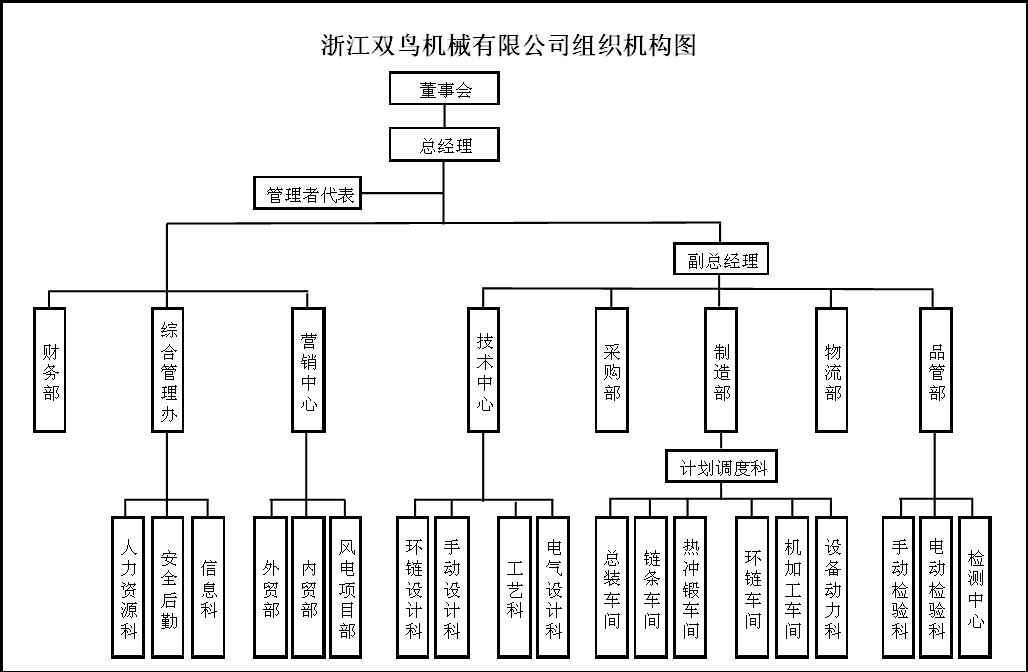 浙江双鸟机械有限公司组织机构图
董事会
总经理
管理者代表
副总经理
财务部
综合管理办
营销中心
技术中心
采购部
制造部
物流部
品管部
计划调度科
人力资源科
安全后勤
信息科
外贸部
内贸部
风电项目部
环链设计科
手动设计科
工艺科
电气设计科
总装车间
链条车间
热冲锻车间
环链车间
机加工车间
设备动力科
手动检验科
电动检验科
检测中心